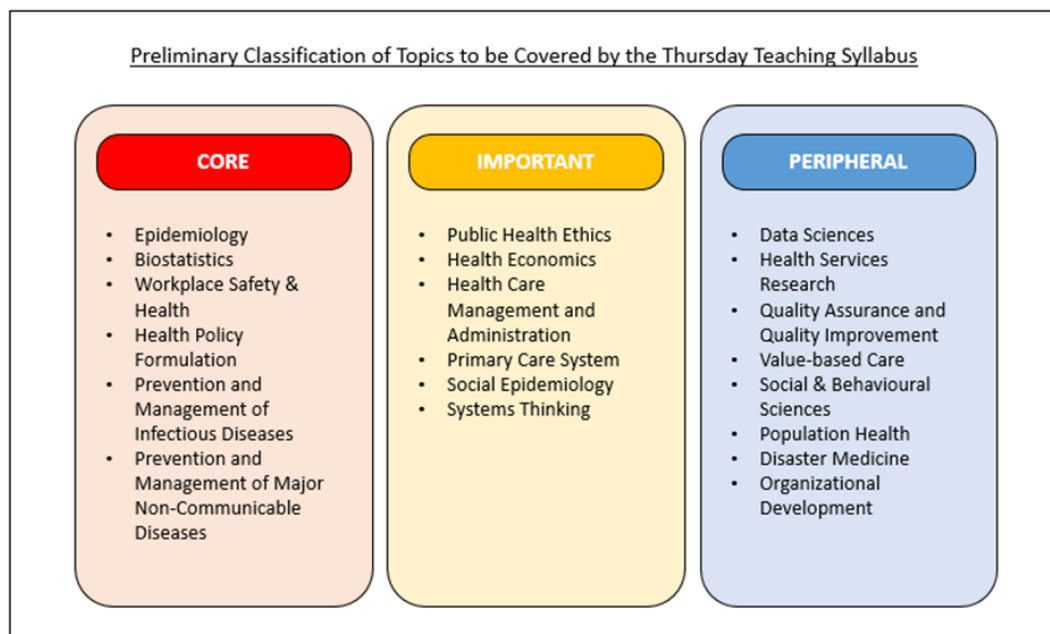 Preliminary Classification of Topics to be Covered by the Thursday Teaching Syllabus
CORE
• Epidemiology
• Biostatistics
• Workplace Safety &
Health
• Health Policy
Formulation
• Prevention and
Management of
Infectious Diseases
• Prevention and
Management of Major
Non-Communicable
Diseases
IMPORTANT
• Public Health Ethics
• Health Economics
• Health Care
Management and
Administration
• Primary Care System
• Social Epidemiology
• Systems Thinking
PERIPHERAL
• Data Sciences
• Health Services
Research
• Quality Assurance and
Quality Improvement
• Value-based Care
• Social & Behavioural
Sciences
• Population Health
• Disaster Medicine
• Organizational
Development